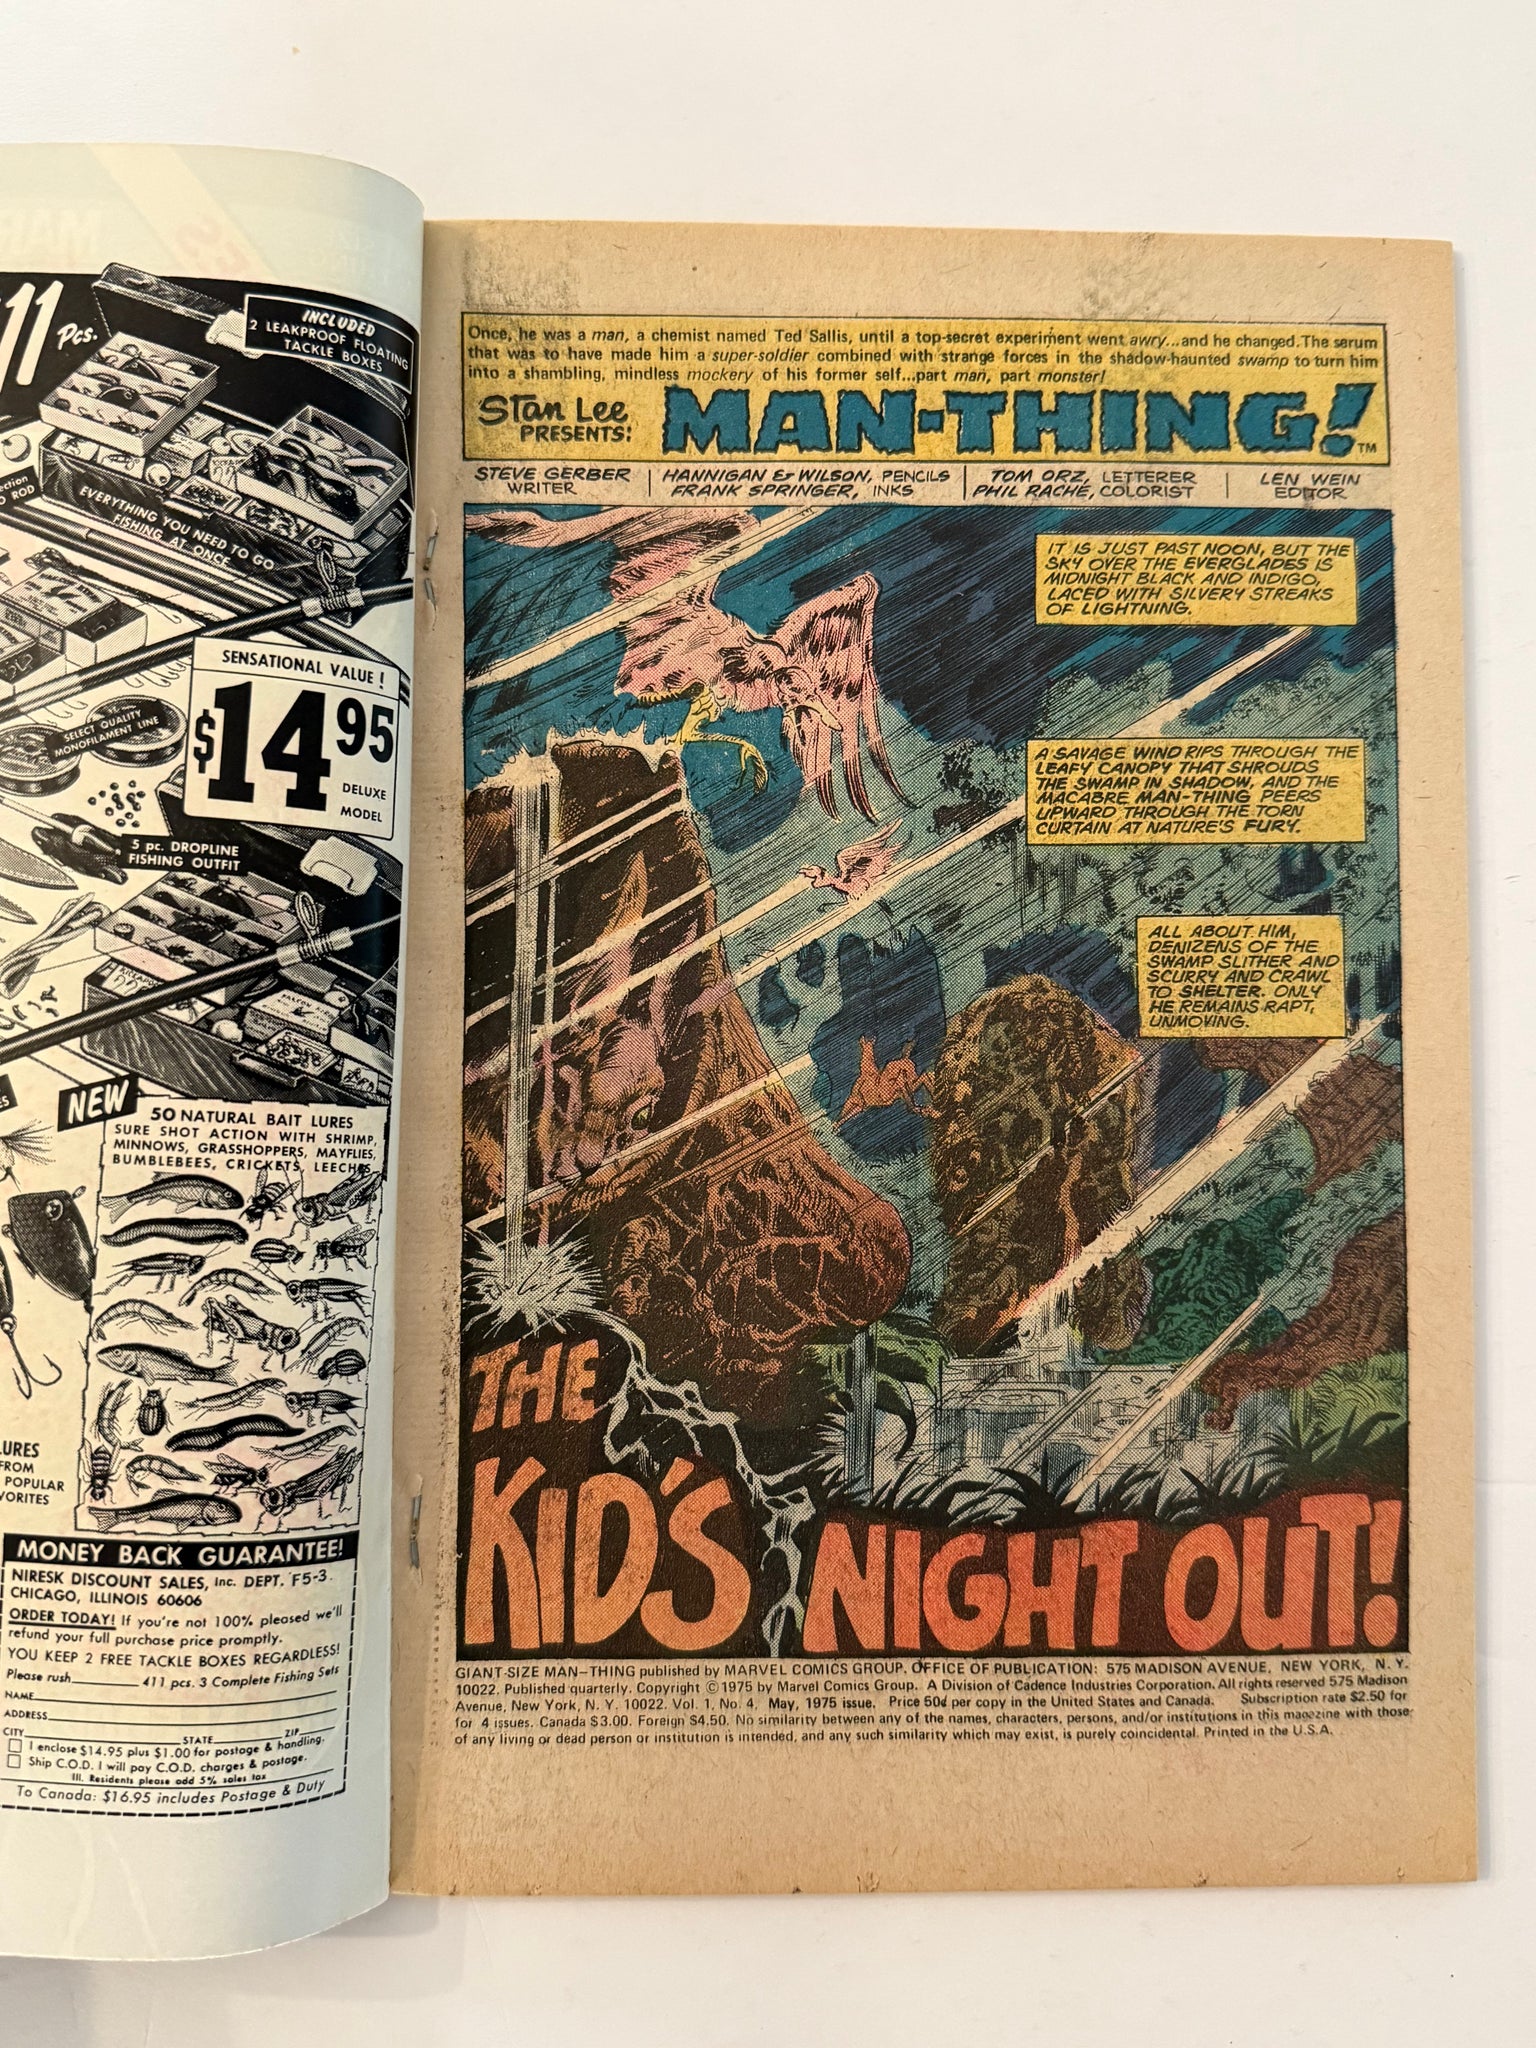 11 Pcs.
INCLUDED
2 LEAKPROOF FLOATING
TACKLE BOXES
EVERYTHING YOU NEED TO GO
FISHING AT ONCE
SENSATIONAL VALUE!
$14.95
DELUXE
MODEL
SELECT QUALITY
MONOFILAMENT LINE
5 pc. DROPLINE
FISHING OUTFIT
NEW
50 NATURAL BAIT LURES
SURE SHOT ACTION WITH SHRIMP,
MINNOWS, GRASSHOPPERS, MAYFLIES,
BUMBLEBEES, CRICKETS, LEECHES
LURES
FROM
POPULAR
MONEY BACK GUARANTEE!
NIRESK DISCOUNT SALES, Inc. DEPT. F5-3
CHICAGO, ILLINOIS 60606
ORDER TODAY! If you're not 100% pleased we'll
refund your full purchase price promptly.
YOU KEEP 2 FREE TACKLE BOXES REGARDLESS!
Please rush 411 pcs. 3 Complete Fishing Sets
NAME
ADDRESS
CITY STATE ZIP
I enclose $14.95 plus $1.00 for postage & handling.
Ship C.O.D. I will pay C.O.D. charges & postage.
Ill. Residents please add 5% sales tax
To Canada: $16.95 includes Postage & Duty
Once, he was a man, a chemist named Ted Sallis, until a top-secret experiment went awry...and he changed. The serum
that was to have made him a super-soldier combined with strange forces in the shadow-haunted swamp to turn him
into a shambling, mindless mockery of his former self...part man, part monster!
Stan Lee
PRESENTS:
MAN-THING! TM
STEVE GERBER
WRITER
HANNIGAN & WILSON, PENCILS
FRANK SPRINGER, INKS
TOM ORZ, LETTERER
PHIL RACHE, COLORIST
LEN WEIN
EDITOR
IT IS JUST PAST NOON, BUT THE
SKY OVER THE EVERGLADES IS
MIDNIGHT BLACK AND INDIGO,
LACED WITH SILVERY STREAKS
OF LIGHTNING.
A SAVAGE WIND RIPS THROUGH THE
LEAFY CANOPY THAT SHROUDS
THE SWAMP IN SHADOW, AND THE
MACABRE MAN-THING PEERS
UPWARD THROUGH THE TORN
CURTAIN AT NATURE'S FURY.
ALL ABOUT HIM,
DENIZENS OF THE
SWAMP SLITHER AND
SCURRY AND CRAWL
TO SHELTER. ONLY
HE REMAINS RAPT,
UNMOVING.
THE
KID'S NIGHT OUT!
GIANT-SIZE MAN-THING published by MARVEL COMICS GROUP. OFFICE OF PUBLICATION: 575 MADISON AVENUE, NEW YORK, N. Y.
10022. Published quarterly. Copyright © 1975 by Marvel Comics Group. A Division of Cadence Industries Corporation. All rights reserved 575 Madison
Avenue, New York, N. Y. 10022. Vol. 1, No. 4, May, 1975 issue. Price 50¢ per copy in the United States and Canada. Subscription rate $2.50 for
for 4 issues. Canada $3.00. Foreign $4.50. No similarity between any of the names, characters, persons, and/or institutions in this magazine with those
of any living or dead person or institution is intended, and any such similarity which may exist, is purely coincidental. Printed in the U.S.A.